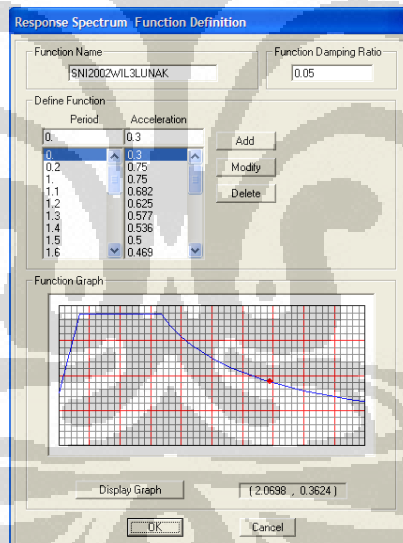 Response Spectrum Function Definition
Function Name
SNI2002WIL3LUNAK
Function Damping Ratio
0.05
Define Function
Period Acceleration
0. 0.3
0. 0.3
0.2 0.75
1. 0.75
1.1 0.682
1.2 0.625
1.3 0.577
1.4 0.536
1.5 0.5
1.6 0.469
Add
Modify
Delete
Function Graph
Display Graph
( 2.0698 , 0.3624 )
OK
Cancel